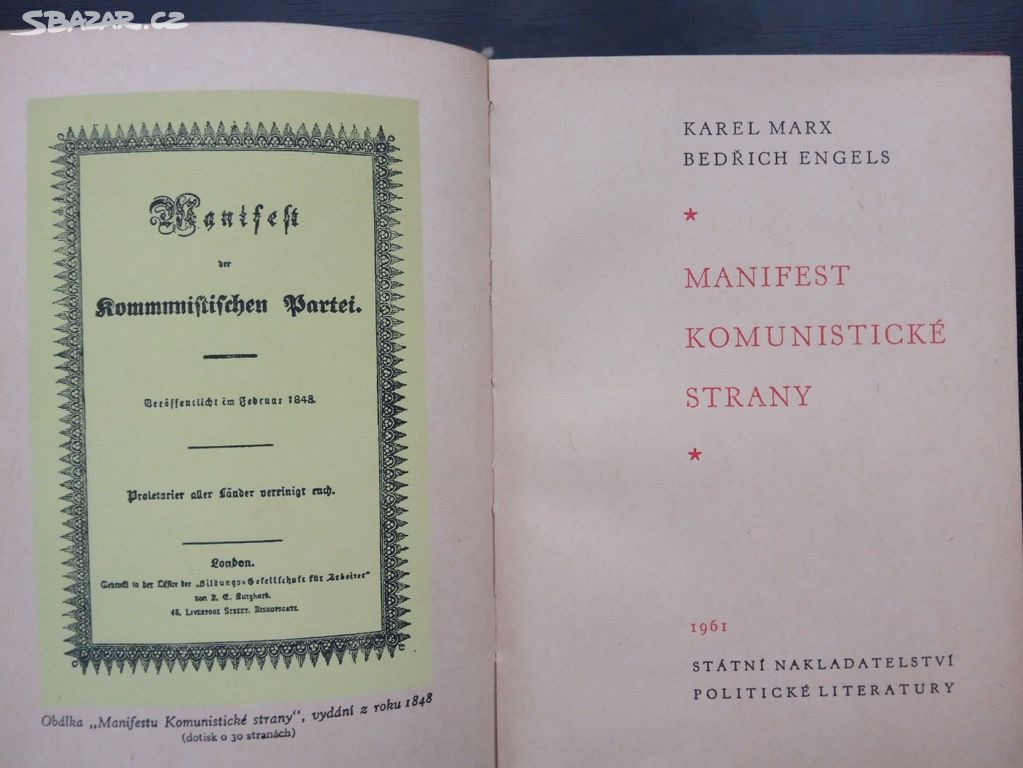 SBAZAR.CZ
Manifest
der
Kommunistischen Partei.
Veröffentlicht im Februar 1848.
Proletarier aller Länder vereinigt euch.
London.
Gedruckt in der Office der „Bildungs-Gesellschaft für Arbeiter"
von J. E. Burghard.
46, LIVERPOOL STREET, BISHOPSGATE.
Obálka „Manifestu Komunistické strany", vydání z roku 1848
(dotisk o 30 stranách)
KAREL MARX
BEDŘICH ENGELS
MANIFEST
KOMUNISTICKÉ
STRANY
1961
STÁTNÍ NAKLADATELSTVÍ
POLITICKÉ LITERATURY